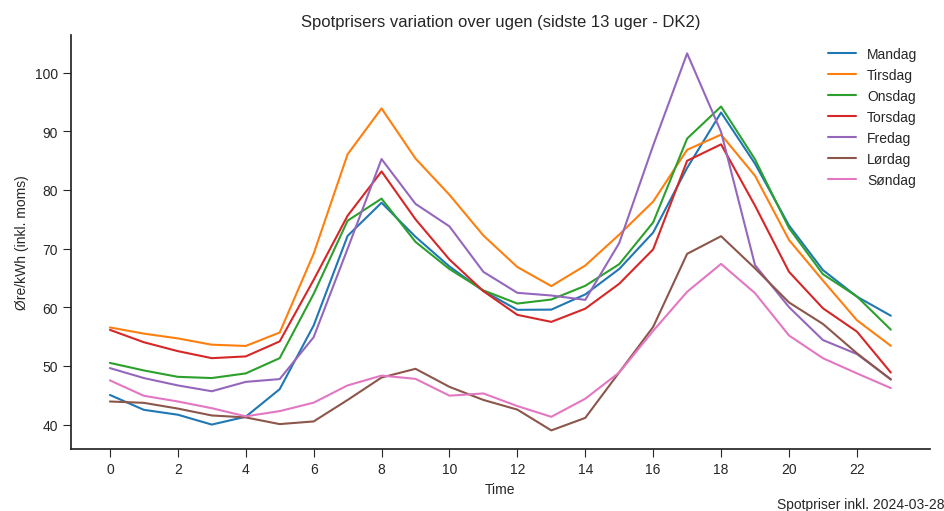 Spotprisers variation over ugen (sidste 13 uger - DK2)
Mandag
Tirsdag
Onsdag
Torsdag
Fredag
Lørdag
Søndag
Øre/kWh (inkl. moms)
100
90
80
70
60
50
40
0 2 4 6 8 10 12 14 16 18 20 22
Time
Spotpriser inkl. 2024-03-28